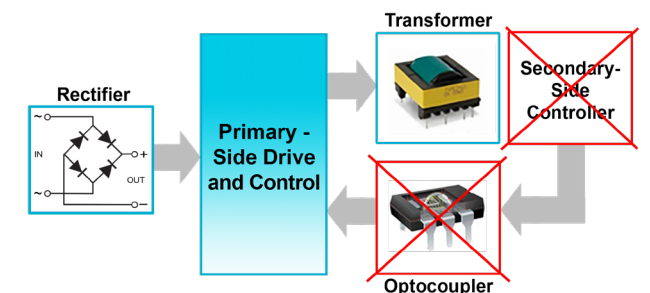 Transformer
Secondary-
Side
Controller
Rectifier
~
+
IN
OUT
~
−
Primary -
Side Drive
and Control
Optocoupler